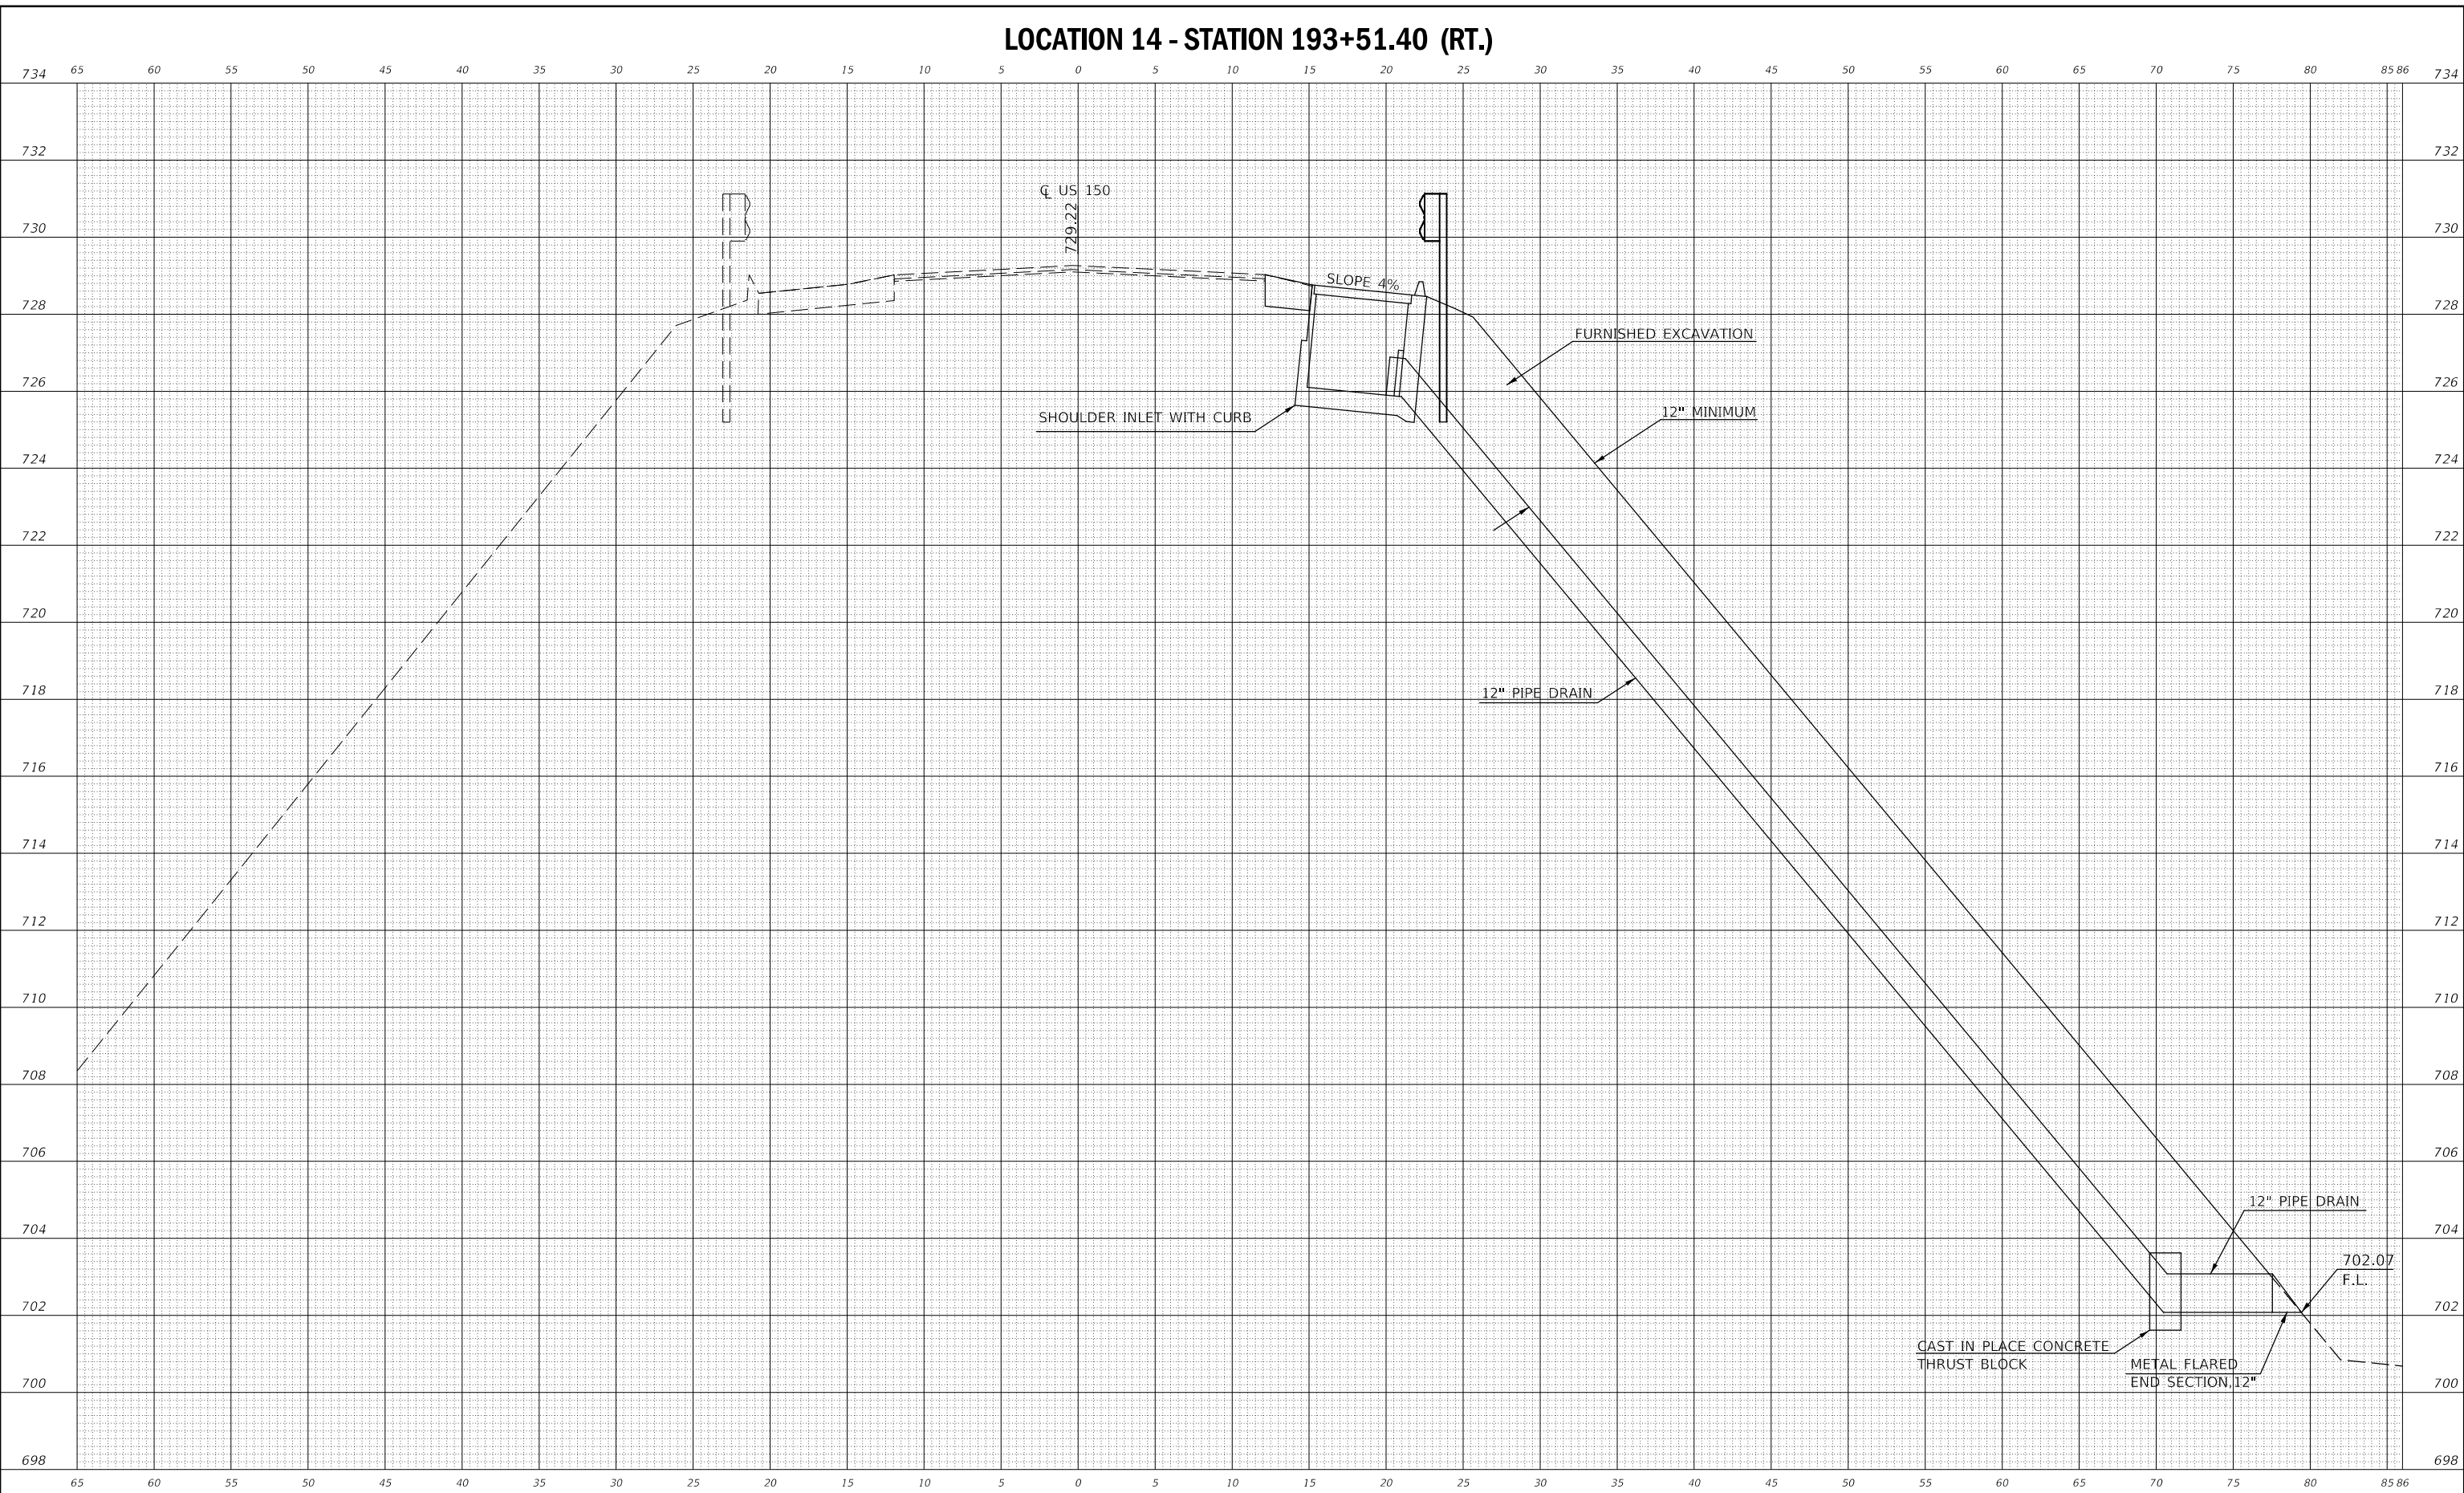 LOCATION 14 - STATION 193+51.40 (RT.)
65 60 55 50 45 40 35 30 25 20 15 10 5 0 5 10 15 20 25 30 35 40 45 50 55 60 65 70 75 80 85 86
734 734
732 732
℄ US 150
729.22
730 730
SLOPE 4%
728 728
FURNISHED EXCAVATION
726 726
12" MINIMUM
SHOULDER INLET WITH CURB
724 724
722 722
720 720
718 718
12" PIPE DRAIN
716 716
714 714
712 712
710 710
708 708
706 706
12" PIPE DRAIN
704 704
702.07
F.L.
702 702
CAST IN PLACE CONCRETE
THRUST BLOCK
METAL FLARED
END SECTION,12"
700 700
698 698
65 60 55 50 45 40 35 30 25 20 15 10 5 0 5 10 15 20 25 30 35 40 45 50 55 60 65 70 75 80 85 86